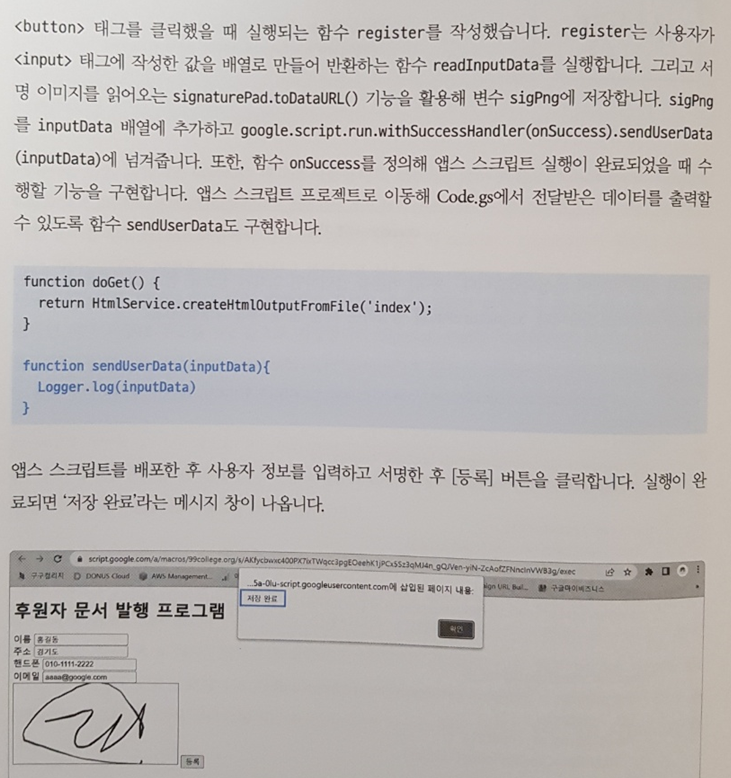 <button> 태그를 클릭했을 때 실행되는 함수 register를 작성했습니다. register는 사용자가
<input> 태그에 작성한 값을 배열로 만들어 반환하는 함수 readInputData를 실행합니다. 그리고 서
명 이미지를 읽어오는 signaturePad.toDataURL() 기능을 활용해 변수 sigPng에 저장합니다. sigPng
를 inputData 배열에 추가하고 google.script.run.withSuccessHandler(onSuccess).sendUserData
(inputData)에 넘겨줍니다. 또한, 함수 onSuccess를 정의해 앱스 스크립트 실행이 완료되었을 때 수
행할 기능을 구현합니다. 앱스 스크립트 프로젝트로 이동해 Code.gs에서 전달받은 데이터를 출력할
수 있도록 함수 sendUserData도 구현합니다.
function doGet() {
return HtmlService.createHtmlOutputFromFile('index');
}
function sendUserData(inputData){
Logger.log(inputData)
}
앱스 스크립트를 배포한 후 사용자 정보를 입력하고 서명한 후 [등록] 버튼을 클릭합니다. 실행이 완
료되면 '저장 완료'라는 메시지 창이 나옵니다.
구구컬리지 DONUS Cloud AWS Management... ign URL Buil... 구글마이비즈니스
...5a-0lu-script.googleusercontent.com에 삽입된 페이지 내용:
저장 완료
확인
후원자 문서 발행 프로그램
이름 홍길동
주소 경기도
핸드폰 010-1111-2222
이메일 aaaa@google.com
등록